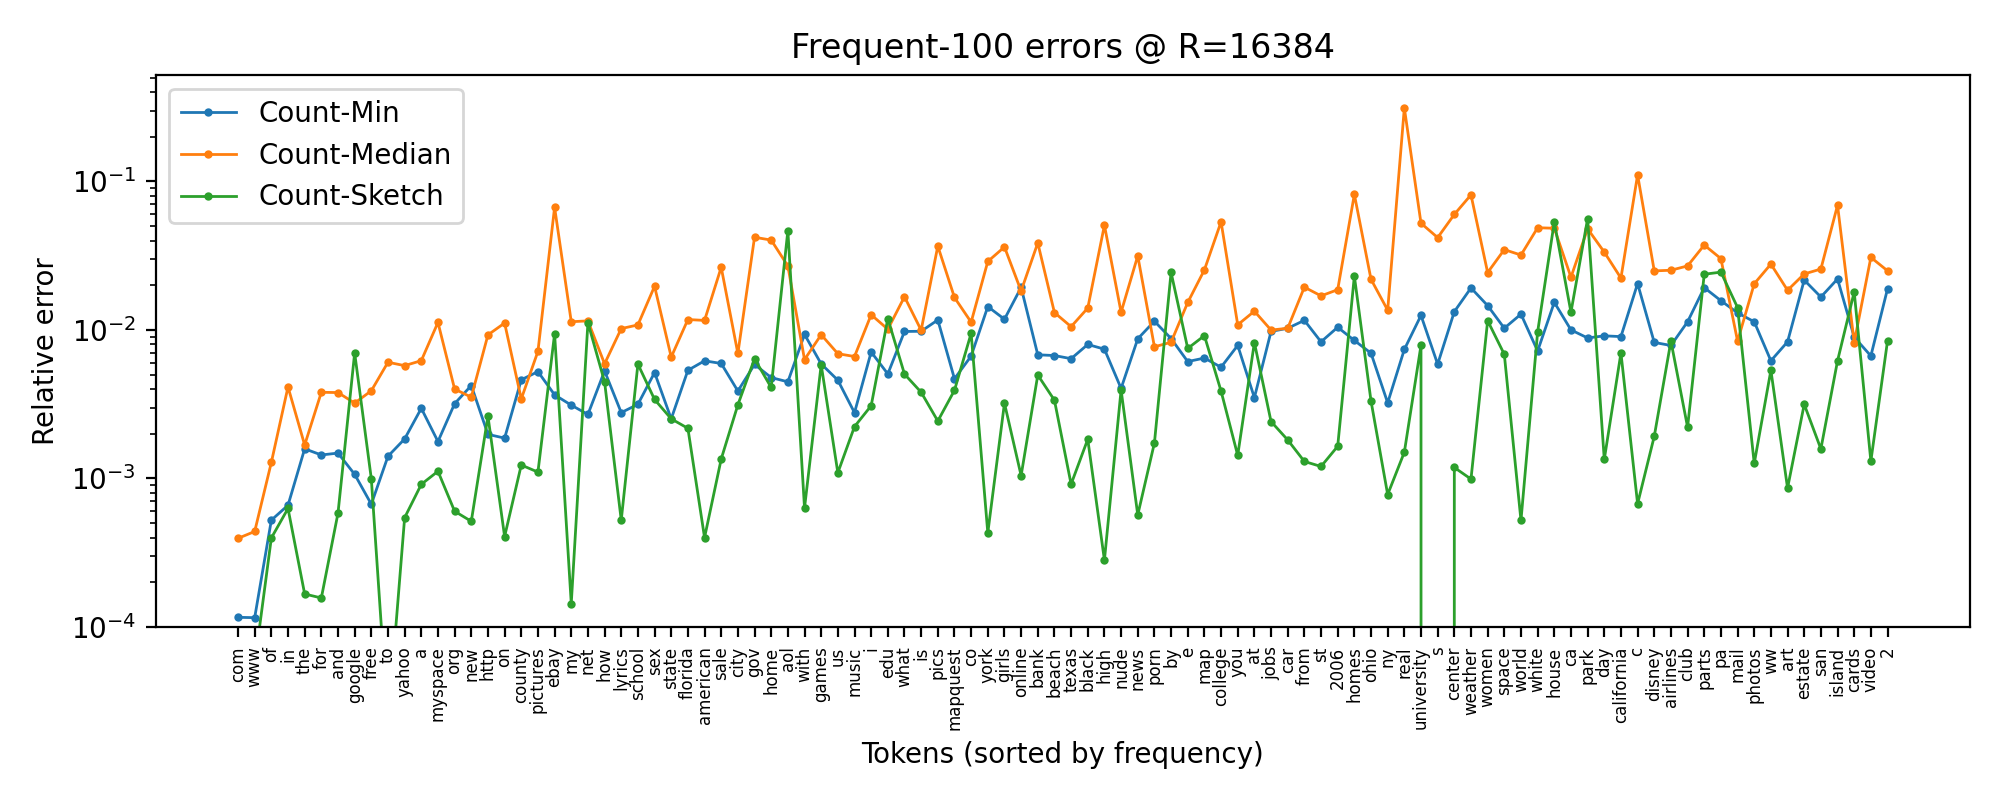 Frequent-100 errors @ R=16384
Count-Min
Count-Median
Count-Sketch
Relative error
10⁻¹
10⁻²
10⁻³
10⁻⁴
com www of in the for and google free to yahoo a myspace org new http on county pictures ebay my net how lyrics school sex state florida american sale city gov home aol with games us music i edu what is pics mapquest co york girls online bank beach texas black high nude news porn by e map college you at jobs car from st 2006 homes ohio ny real university s center weather women space world white house ca park day california c disney airlines club parts pa mail photos ww art estate san island cards video 2
Tokens (sorted by frequency)